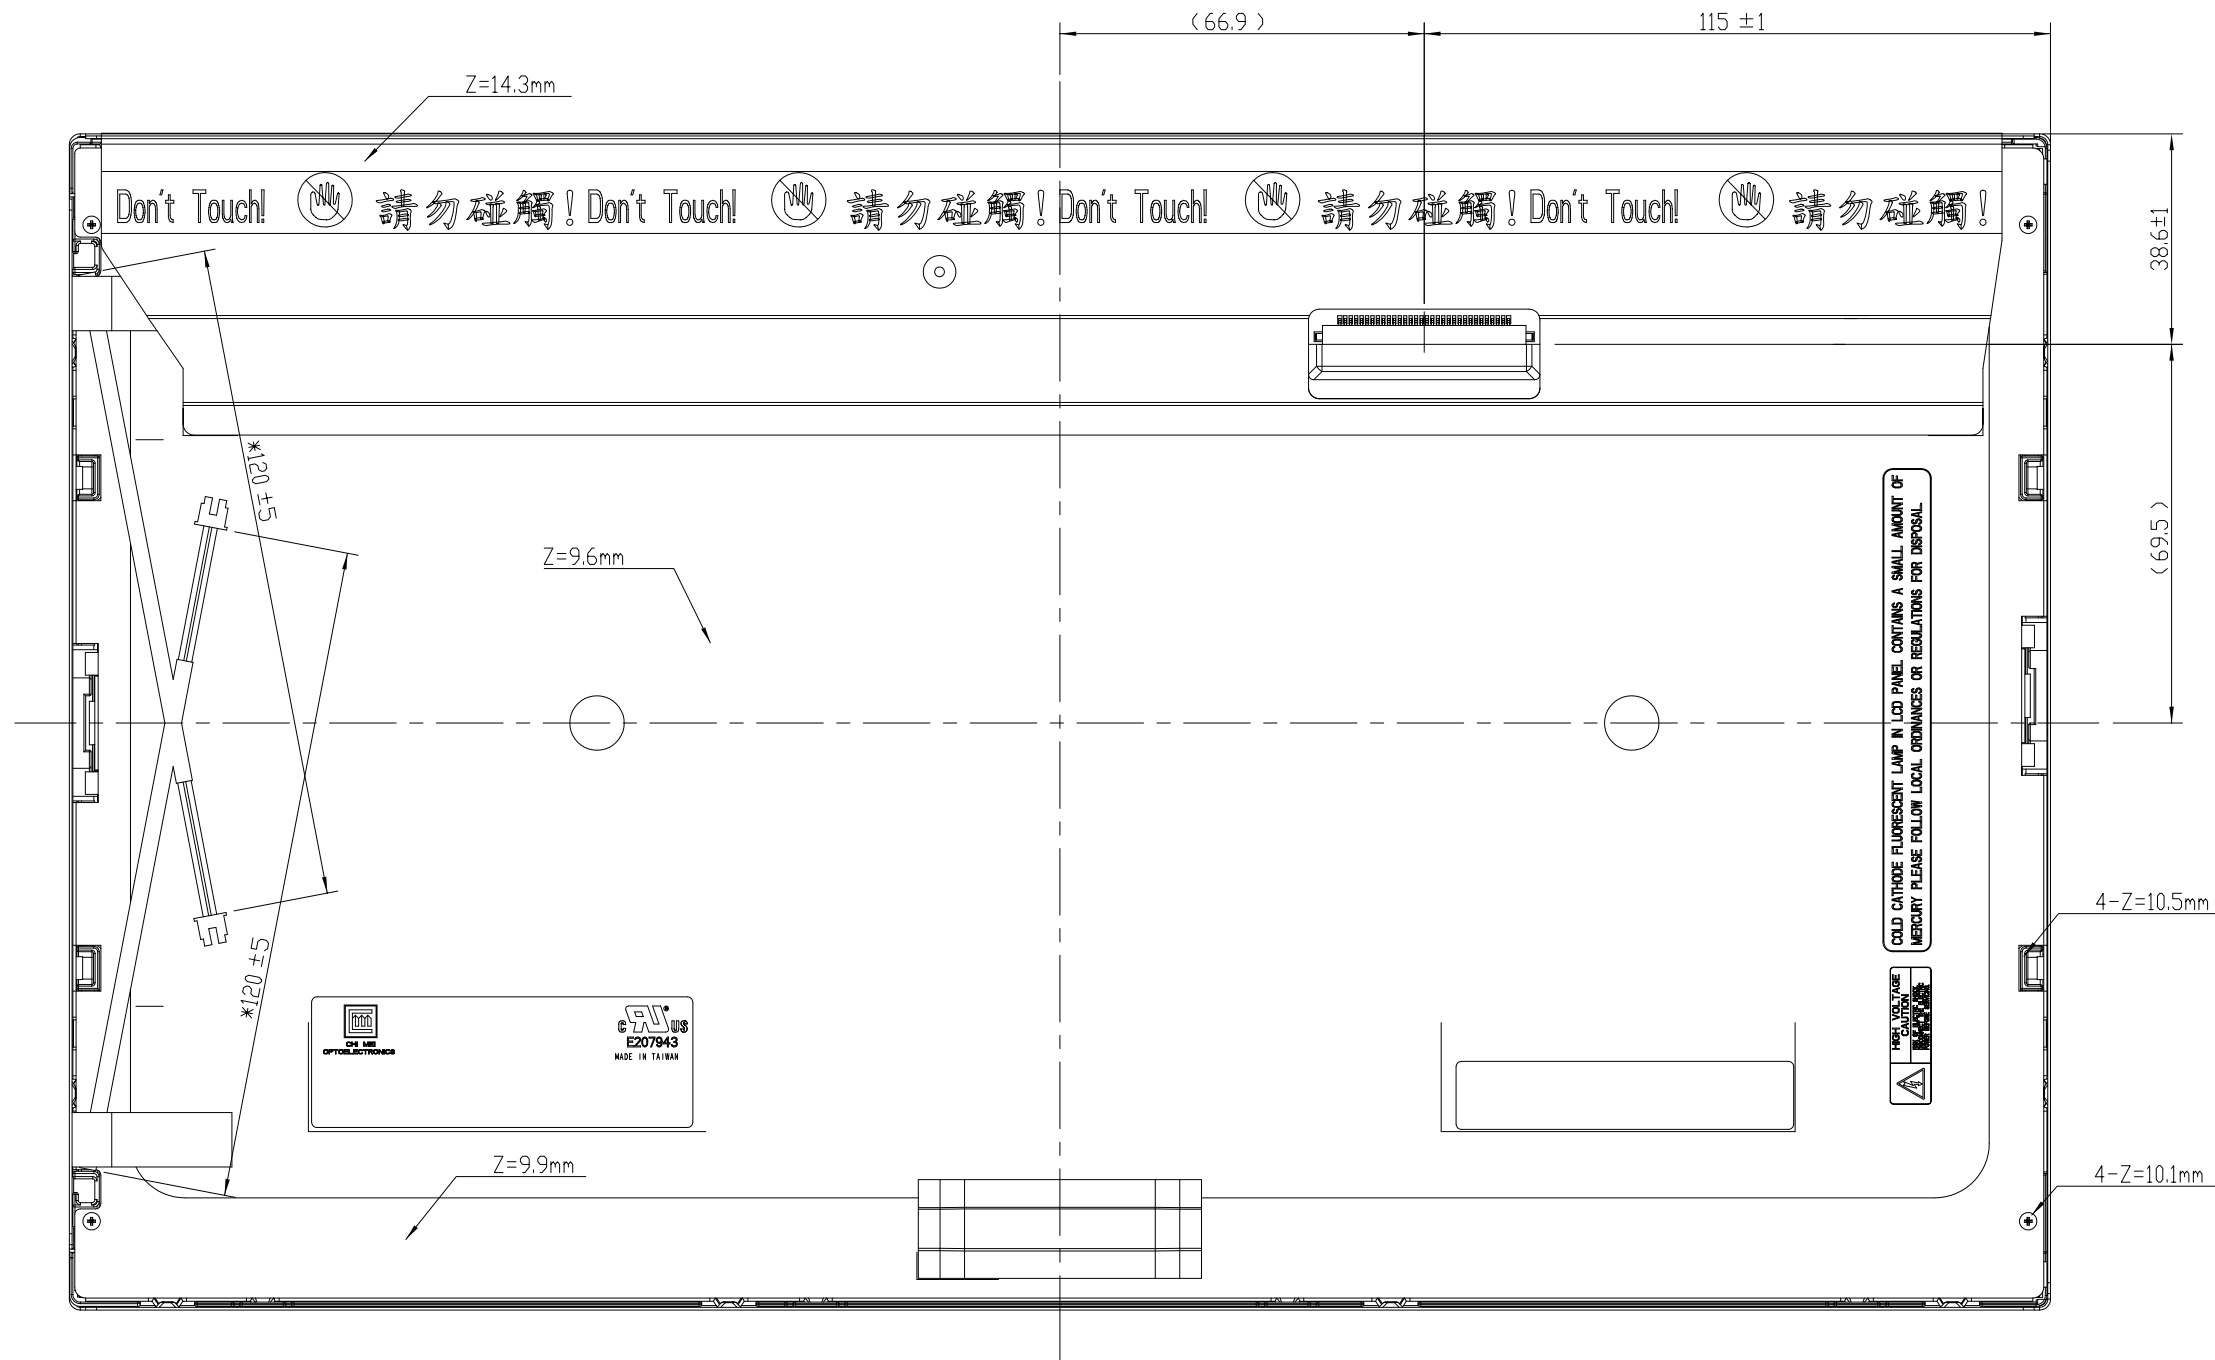 (66.9)
115 ±1
Z=14.3mm
Don't Touch! 請勿碰觸! Don't Touch! 請勿碰觸! Don't Touch! 請勿碰觸! Don't Touch! 請勿碰觸!
38.6±1
*120 ±5
Z=9.6mm
(69.5)
COLD CATHODE FLUORESCENT LAMP IN LCD PANEL CONTAINS A SMALL AMOUNT OF
MERCURY PLEASE FOLLOW LOCAL ORDINANCES OR REGULATIONS FOR DISPOSAL.
4-Z=10.5mm
*120 ±5
HIGH VOLTAGE
CAUTION
CHI MEI
OPTOELECTRONICS
C RU ® US
E207943
MADE IN TAIWAN
Z=9.9mm
4-Z=10.1mm